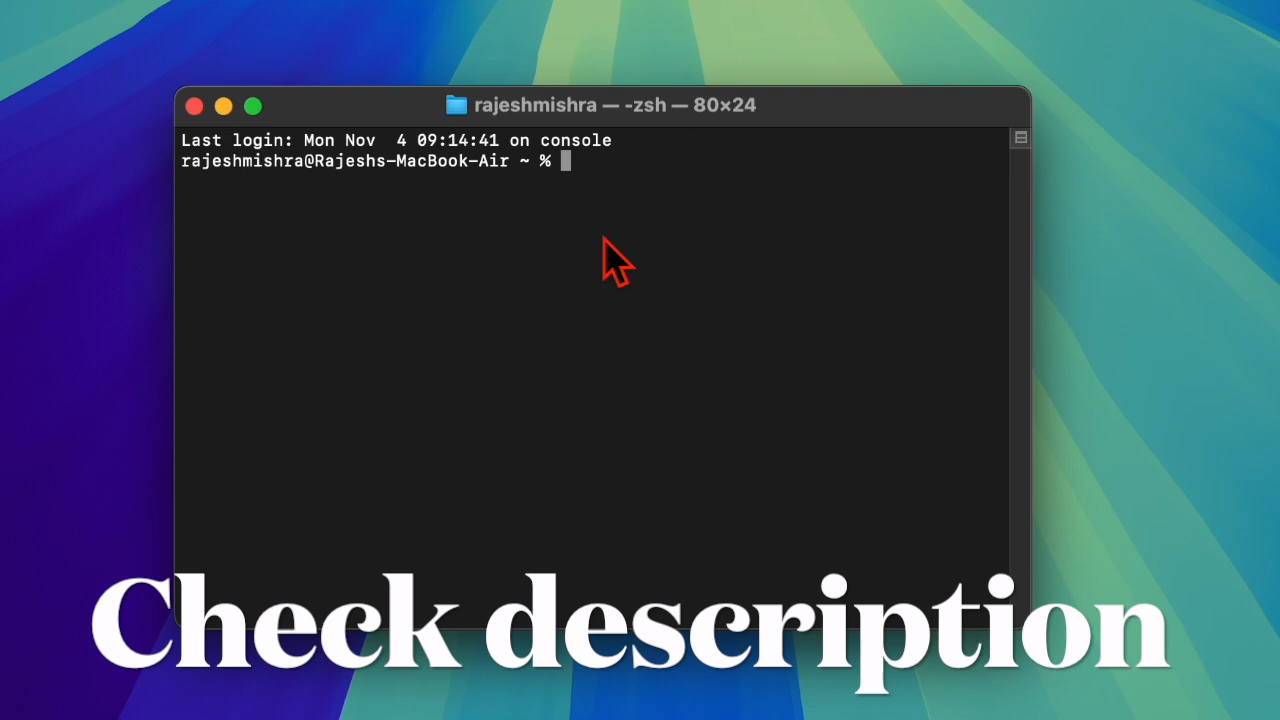 rajeshmishra — -zsh — 80×24
Last login: Mon Nov  4 09:14:41 on console
rajeshmishra@Rajeshs-MacBook-Air ~ %
Check description